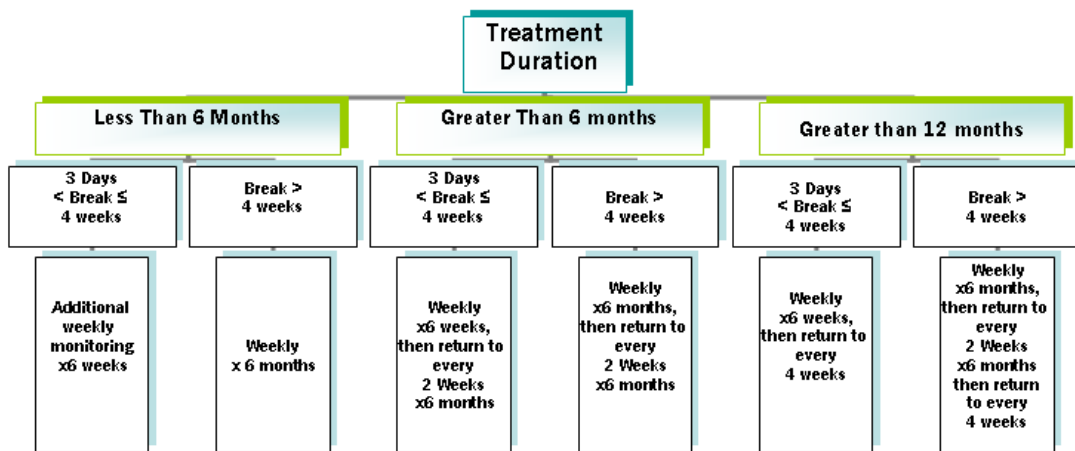 Treatment
Duration
Less Than 6 Months
Greater Than 6 months
Greater than 12 months
3 Days
< Break ≤
4 weeks
Break >
4 weeks
3 Days
< Break ≤
4 weeks
Break >
4 weeks
3 Days
< Break ≤
4 weeks
Break >
4 weeks
Additional
weekly
monitoring
x6 weeks
Weekly
x 6 months
Weekly
x6 weeks,
then return to
every
2 Weeks
x6 months
Weekly
x6 months,
then return to
every
2 Weeks
x6 months
Weekly
x6 weeks,
then return to
every
4 weeks
Weekly
x6 months,
then return to
every
2 Weeks
x6 months
then return
to every
4 weeks